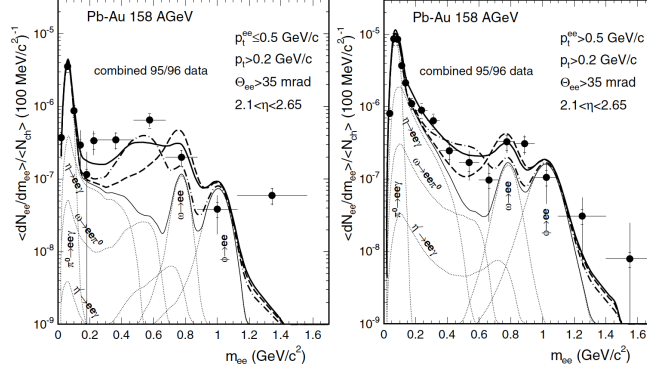 Pb-Au 158 AGeV
p_t^ee≤0.5 GeV/c
p_t>0.2 GeV/c
Θ_ee>35 mrad
2.1<η<2.65
combined 95/96 data
<dN_ee/dm_ee>/<N_ch> (100 MeV/c²)⁻¹
10⁻⁵
10⁻⁶
10⁻⁷
10⁻⁸
10⁻⁹
η→eeγ
ω→eeπ⁰
π⁰→eeγ
η'→eeγ
ω→ee
ϕ→ee
0 0.2 0.4 0.6 0.8 1 1.2 1.4 1.6
m_ee (GeV/c²)
Pb-Au 158 AGeV
p_t^ee>0.5 GeV/c
p_t>0.2 GeV/c
Θ_ee>35 mrad
2.1<η<2.65
combined 95/96 data
<dN_ee/dm_ee>/<N_ch> (100 MeV/c²)⁻¹
10⁻⁵
10⁻⁶
10⁻⁷
10⁻⁸
10⁻⁹
η→eeγ
ω→eeπ⁰
π⁰→eeγ
η'→eeγ
ω→ee
ϕ→ee
0 0.2 0.4 0.6 0.8 1 1.2 1.4 1.6
m_ee (GeV/c²)